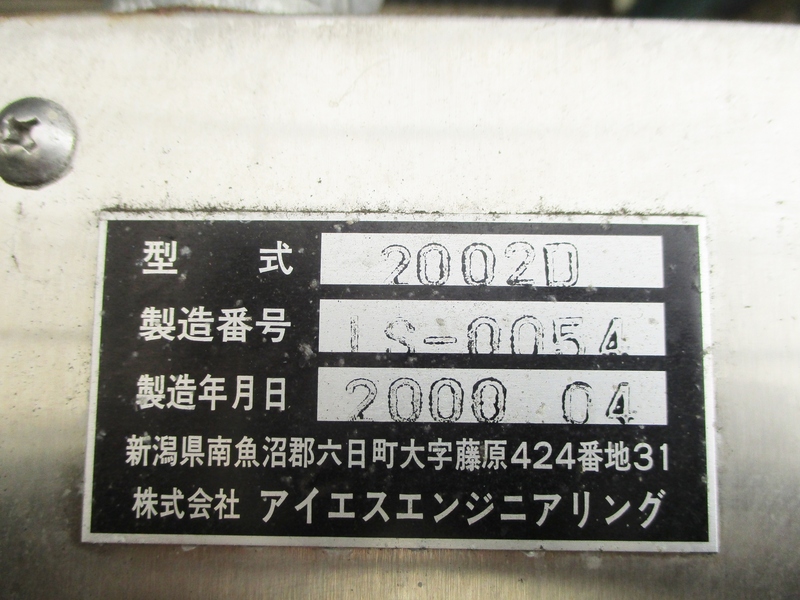 型 式 2002D
製造番号 IS-0054
製造年月日 2000 04
新潟県南魚沼郡六日町大字藤原424番地31
株式会社 アイエスエンジニアリング